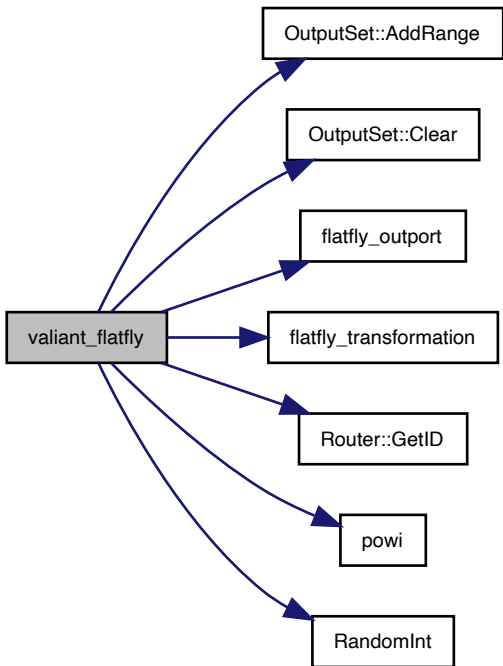 OutputSet::AddRange
OutputSet::Clear
flatfly_outport
valiant_flatfly
flatfly_transformation
Router::GetID
powi
RandomInt